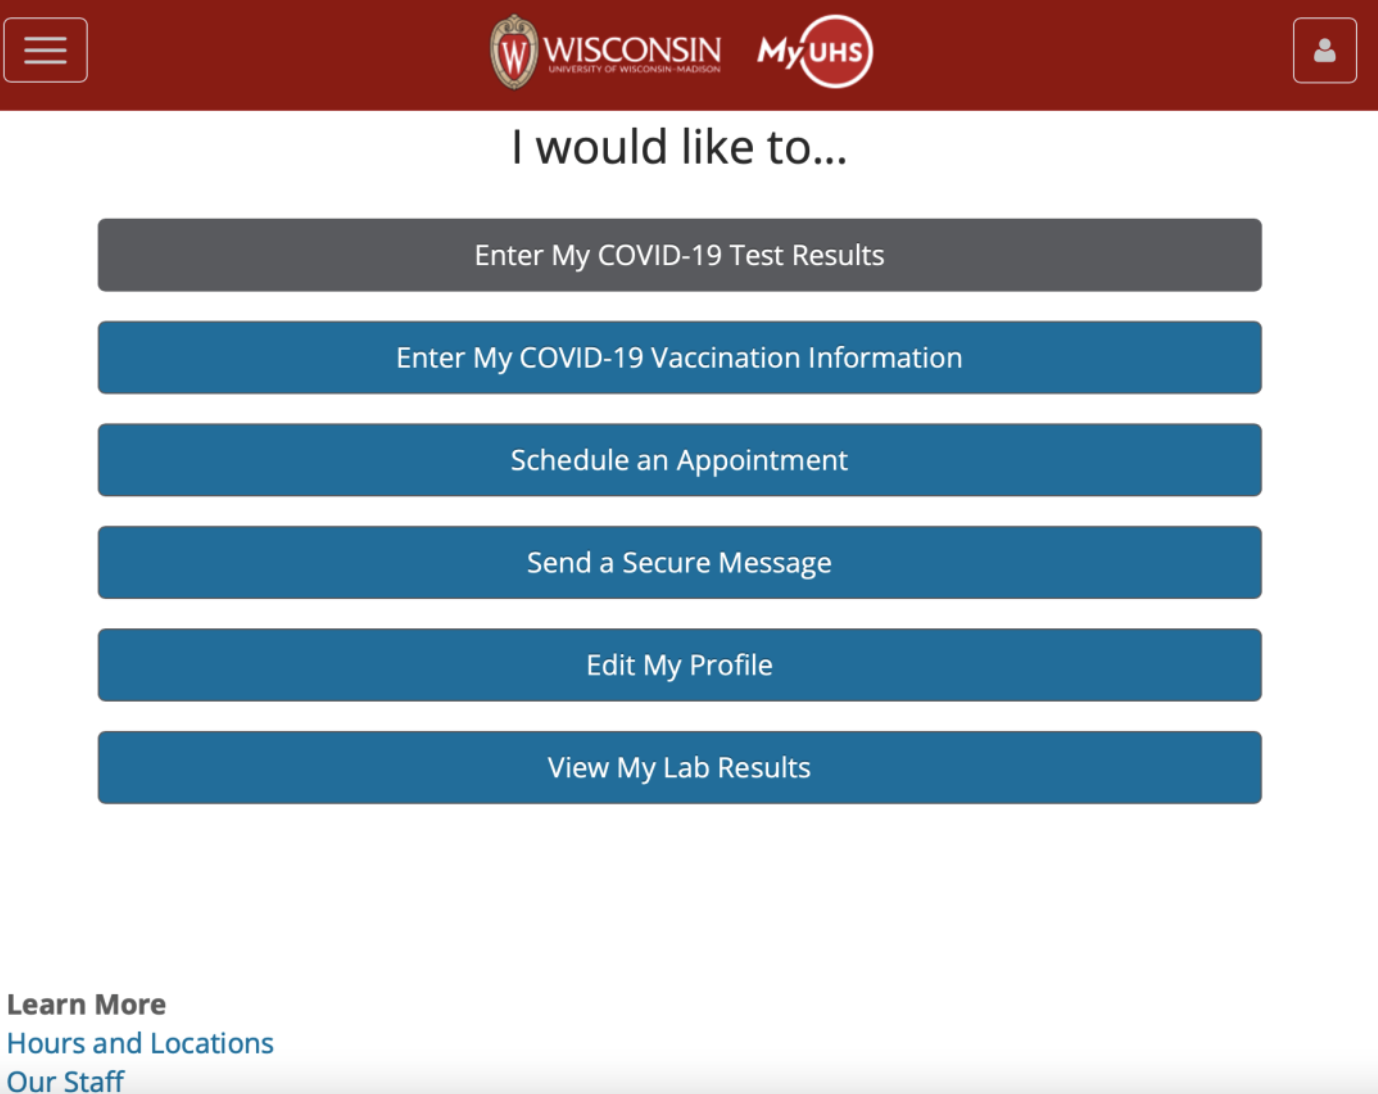 W WISCONSIN MyUHS
UNIVERSITY OF WISCONSIN–MADISON
I would like to...
Enter My COVID-19 Test Results
Enter My COVID-19 Vaccination Information
Schedule an Appointment
Send a Secure Message
Edit My Profile
View My Lab Results
Learn More
Hours and Locations
Our Staff